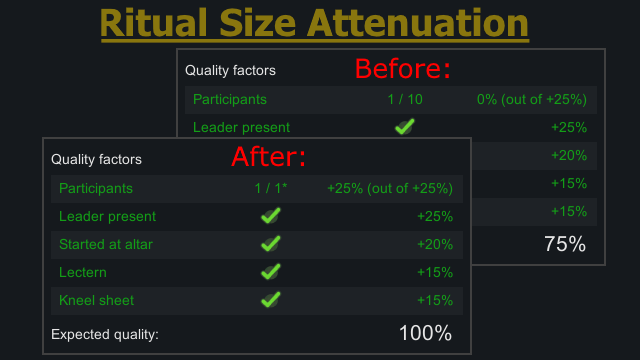 Ritual Size Attenuation
Before:
Quality factors
Participants 1 / 10 0% (out of +25%)
Leader present +25%
+20%
+15%
+15%
75%
After:
Quality factors
Participants 1 / 1* +25% (out of +25%)
Leader present +25%
Started at altar +20%
Lectern +15%
Kneel sheet +15%
Expected quality: 100%